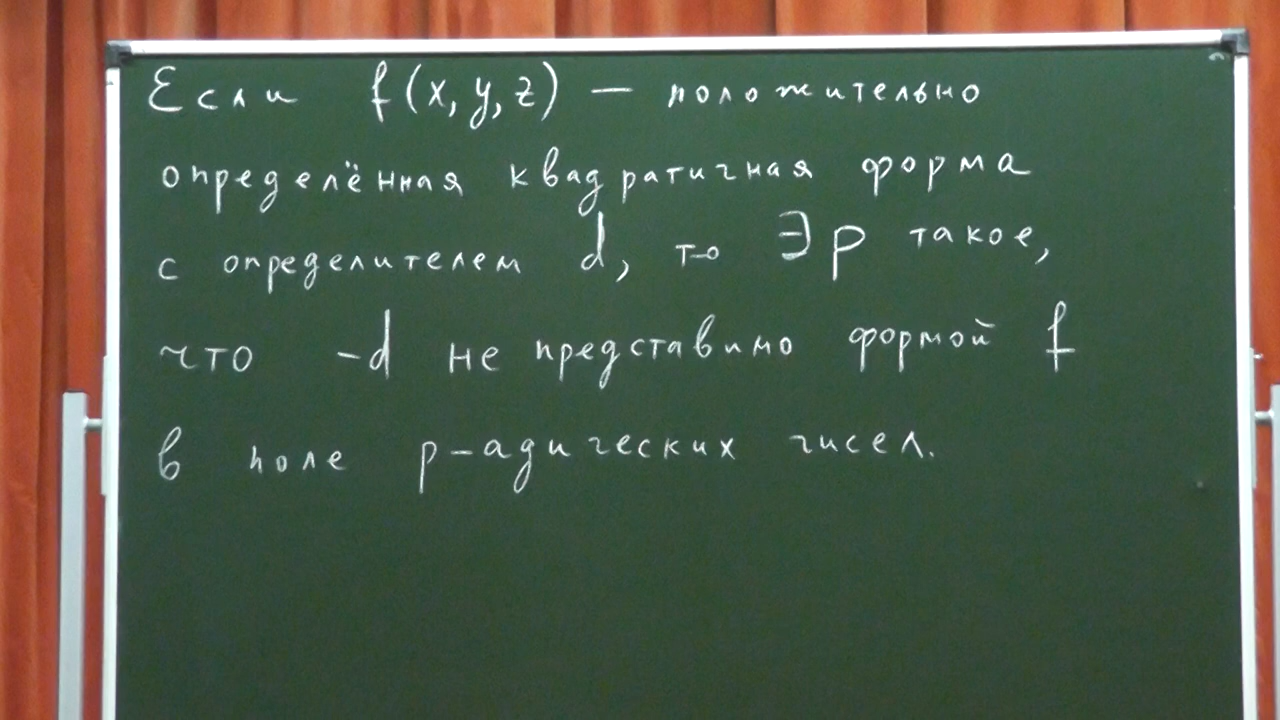 Если f(x, y, z) — положительно
определённая квадратичная форма
с определителем d, то ∃ p такое,
что -d не представимо формой f
в поле p-адических чисел.